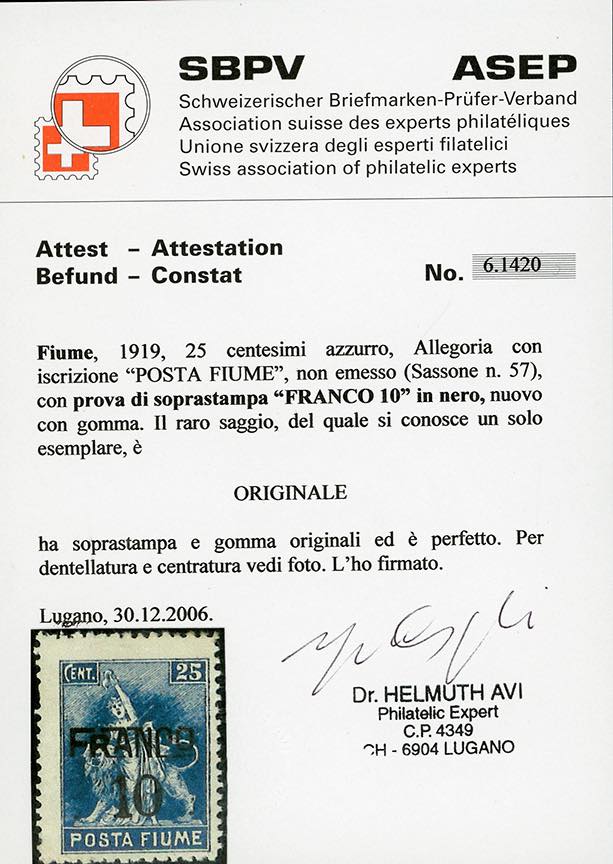 SBPV ASEP
Schweizerischer Briefmarken-Prüfer-Verband
Association suisse des experts philatéliques
Unione svizzera degli esperti filatelici
Swiss association of philatelic experts
Attest – Attestation
Befund – Constat
No. 6.1420
Fiume, 1919, 25 centesimi azzurro, Allegoria con
iscrizione “POSTA FIUME”, non emesso (Sassone n. 57),
con prova di soprastampa “FRANCO 10” in nero, nuovo
con gomma. Il raro saggio, del quale si conosce un solo
esemplare, è
ORIGINALE
ha soprastampa e gomma originali ed è perfetto. Per
dentellatura e centratura vedi foto. L’ho firmato.
Lugano, 30.12.2006.
Dr. HELMUTH AVI
Philatelic Expert
C.P. 4349
CH - 6904 LUGANO
CENT. 25
FRANCO
10
POSTA FIUME